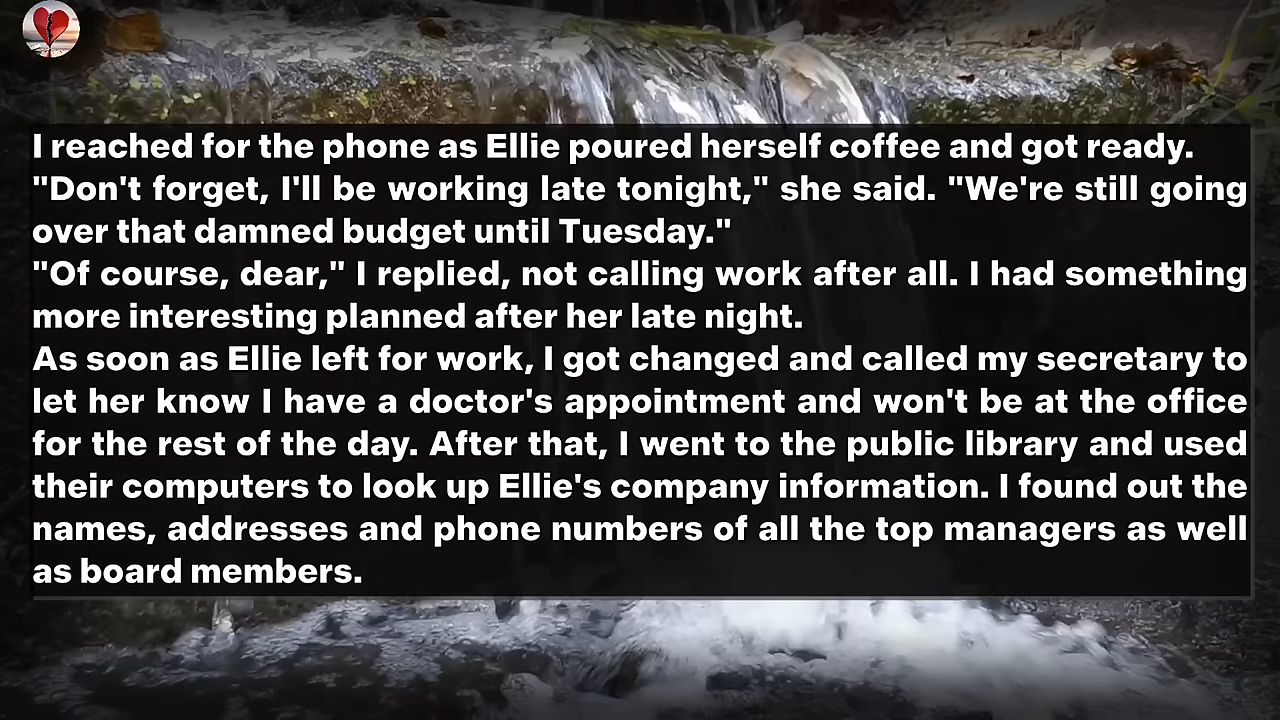 I reached for the phone as Ellie poured herself coffee and got ready.
"Don't forget, I'll be working late tonight," she said. "We're still going
over that damned budget until Tuesday."
"Of course, dear," I replied, not calling work after all. I had something
more interesting planned after her late night.
As soon as Ellie left for work, I got changed and called my secretary to
let her know I have a doctor's appointment and won't be at the office
for the rest of the day. After that, I went to the public library and used
their computers to look up Ellie's company information. I found out the
names, addresses and phone numbers of all the top managers as well
as board members.